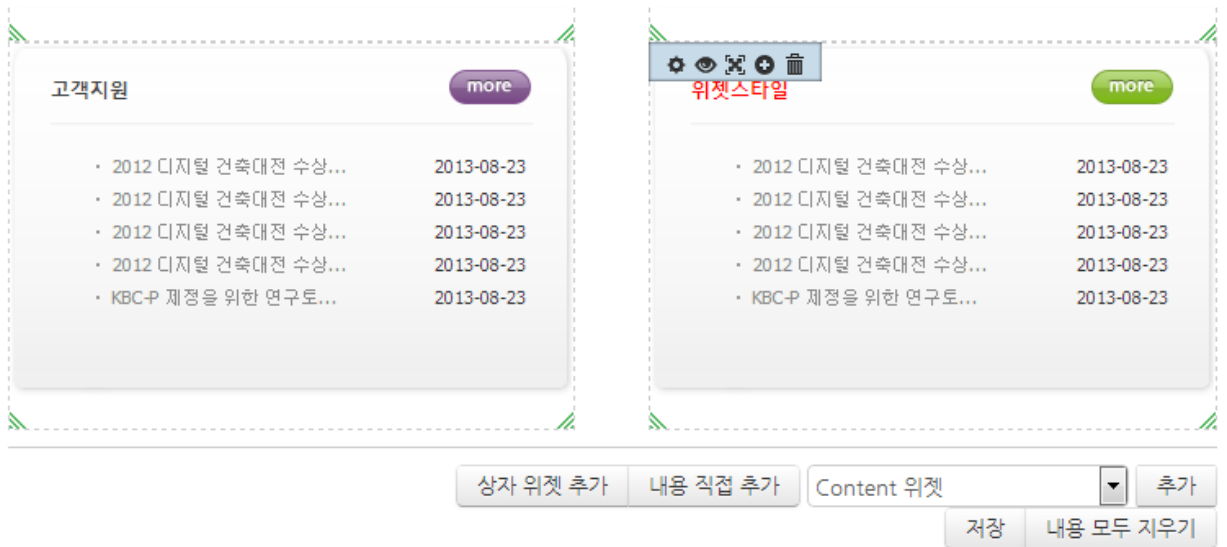 고객지원 more
2012 디지털 건축대전 수상... 2013-08-23
2012 디지털 건축대전 수상... 2013-08-23
2012 디지털 건축대전 수상... 2013-08-23
2012 디지털 건축대전 수상... 2013-08-23
KBC-P 제정을 위한 연구토... 2013-08-23
위젯스타일 more
2012 디지털 건축대전 수상... 2013-08-23
2012 디지털 건축대전 수상... 2013-08-23
2012 디지털 건축대전 수상... 2013-08-23
2012 디지털 건축대전 수상... 2013-08-23
KBC-P 제정을 위한 연구토... 2013-08-23
상자 위젯 추가 내용 직접 추가 Content 위젯 추가
저장 내용 모두 지우기